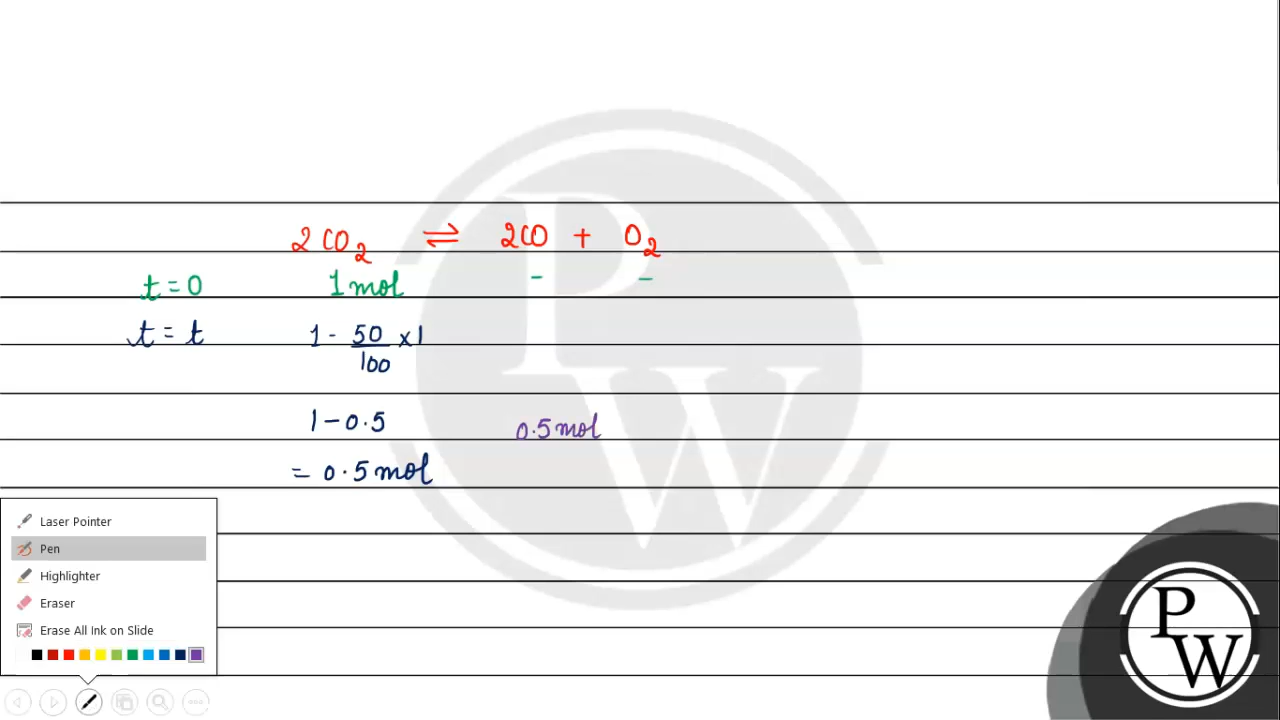 2CO₂ ⇌ 2CO + O₂
t = 0 1 mol - -
t = t 1 - 50/100 × 1
1 - 0.5 0.5 mol
= 0.5 mol
Laser Pointer
Pen
Highlighter
Eraser
Erase All Ink on Slide
P
W
P
W